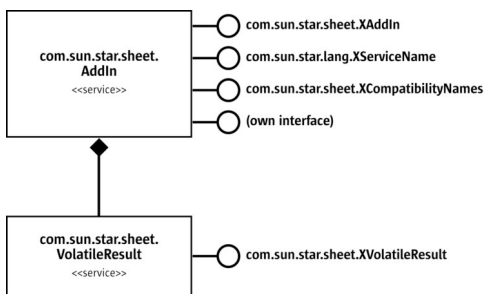 com.sun.star.sheet.
AddIn
<<service>>
com.sun.star.sheet.XAddIn
com.sun.star.lang.XServiceName
com.sun.star.sheet.XCompatibilityNames
(own interface)
com.sun.star.sheet.
VolatileResult
<<service>>
com.sun.star.sheet.XVolatileResult